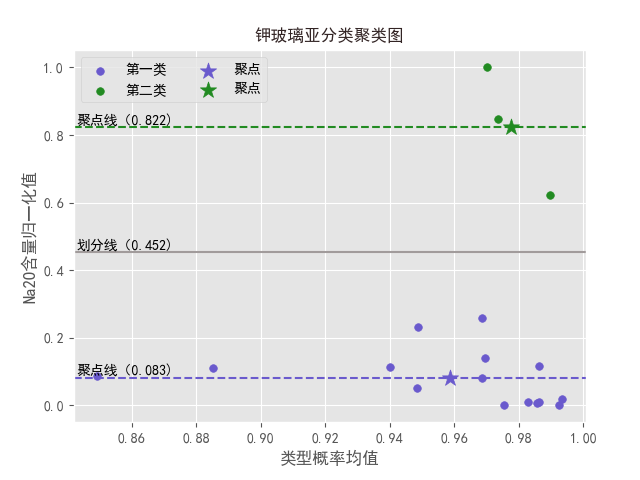 钾玻璃亚分类聚类图
第一类 聚点
第二类 聚点
1.0
聚点线（0.822）
0.8
0.6
划分线（0.452）
0.4
0.2
聚点线（0.083）
0.0
Na2O含量归一化值
0.86 0.88 0.90 0.92 0.94 0.96 0.98 1.00
类型概率均值